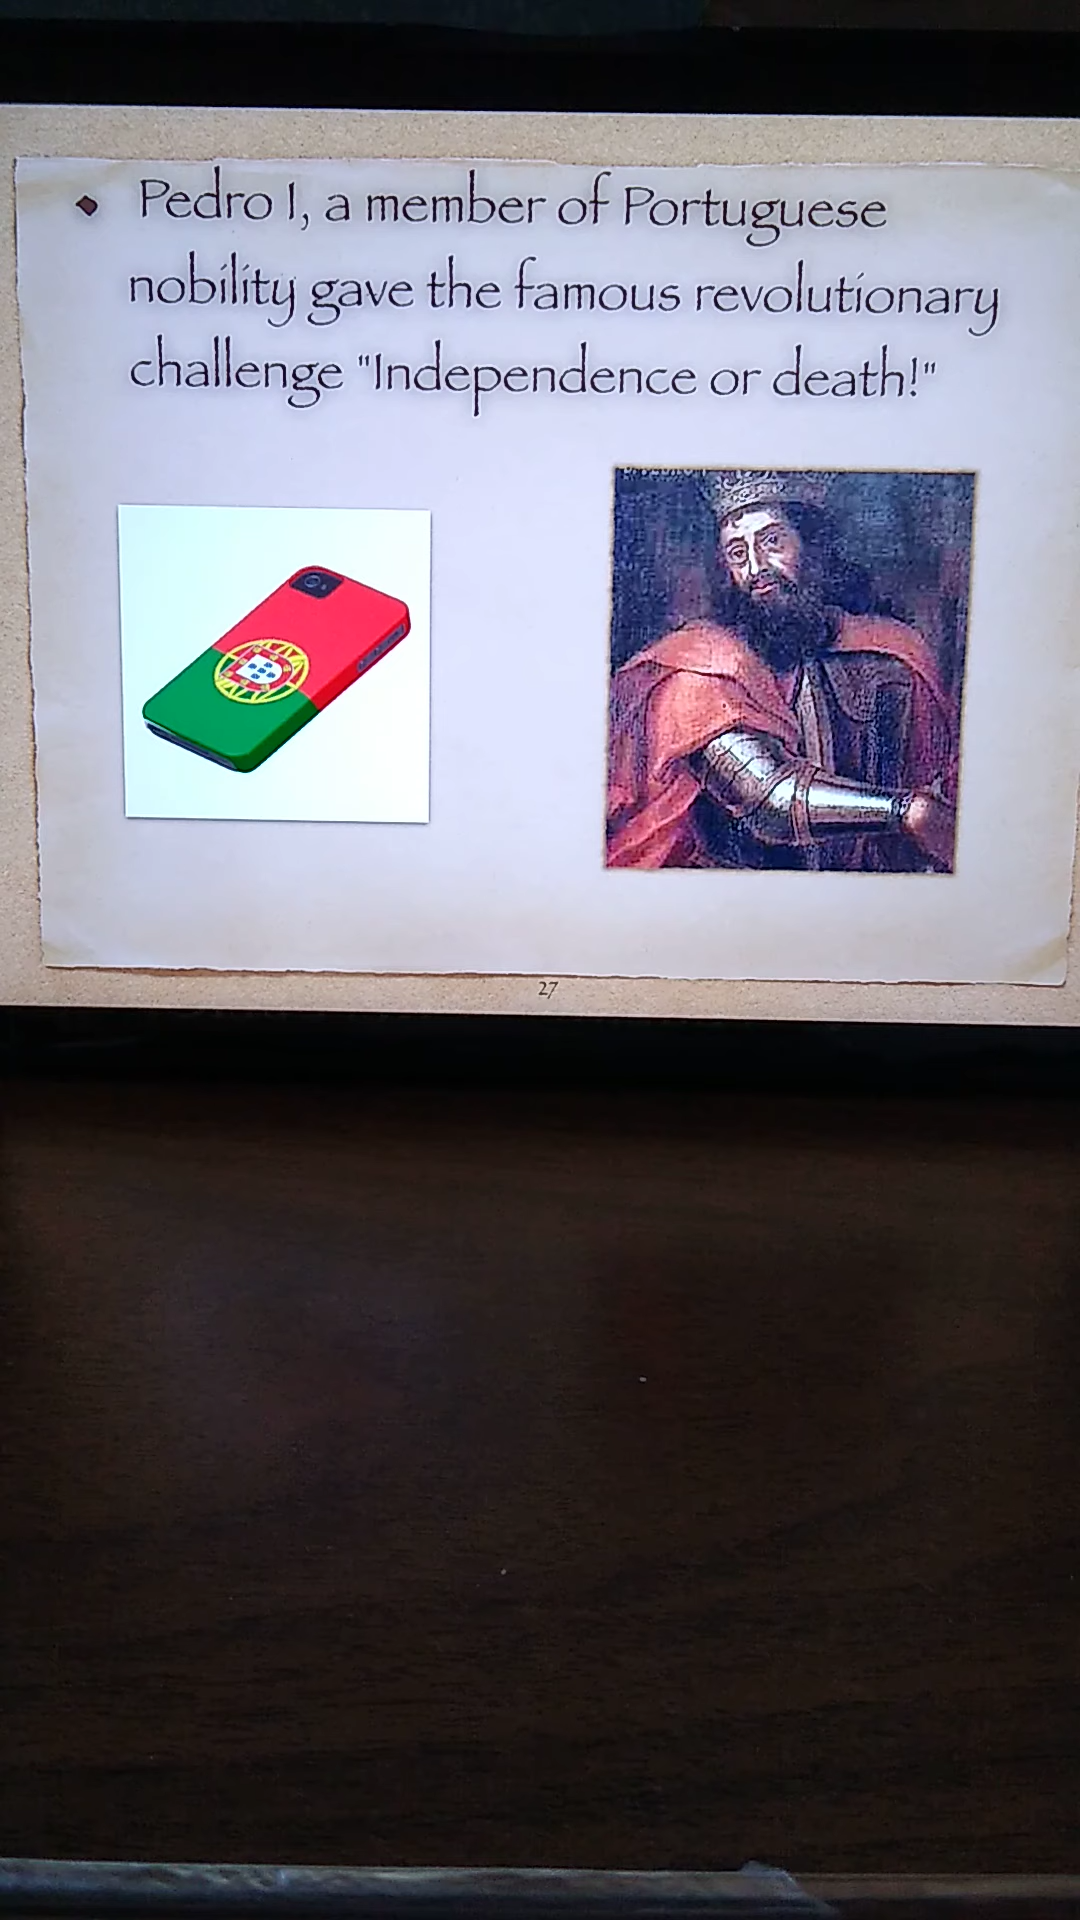 Pedro I, a member of Portuguese
nobility gave the famous revolutionary
challenge "Independence or death!"
27